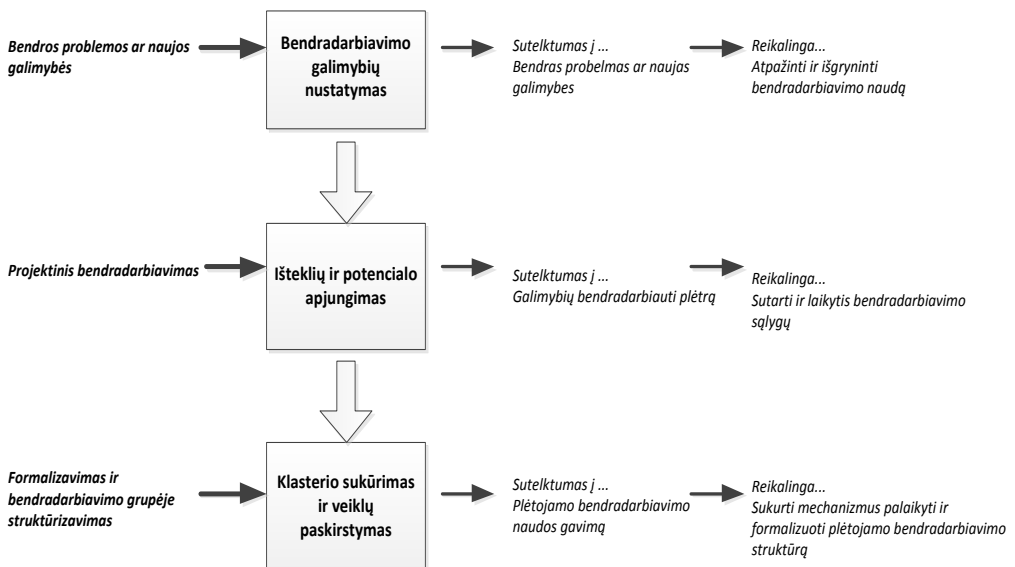 Bendros problemos ar naujos
galimybės
Bendradarbiavimo
galimybių
nustatymas
Sutelktumas į ...
Bendras probelmas ar naujas
galimybes
Reikalinga...
Atpažinti ir išgryninti
bendradarbiavimo naudą
Projektinis bendradarbiavimas
Išteklių ir potencialo
apjungimas
Sutelktumas į ...
Galimybių bendradarbiauti plėtrą
Reikalinga...
Sutarti ir laikytis bendradarbiavimo
sąlygų
Formalizavimas ir
bendradarbiavimo grupėje
struktūrizavimas
Klasterio sukūrimas
ir veiklų
paskirstymas
Sutelktumas į ...
Plėtojamo bendradarbiavimo
naudos gavimą
Reikalinga...
Sukurti mechanizmus palaikyti ir
formalizuoti plėtojamo bendradarbiavimo
struktūrą